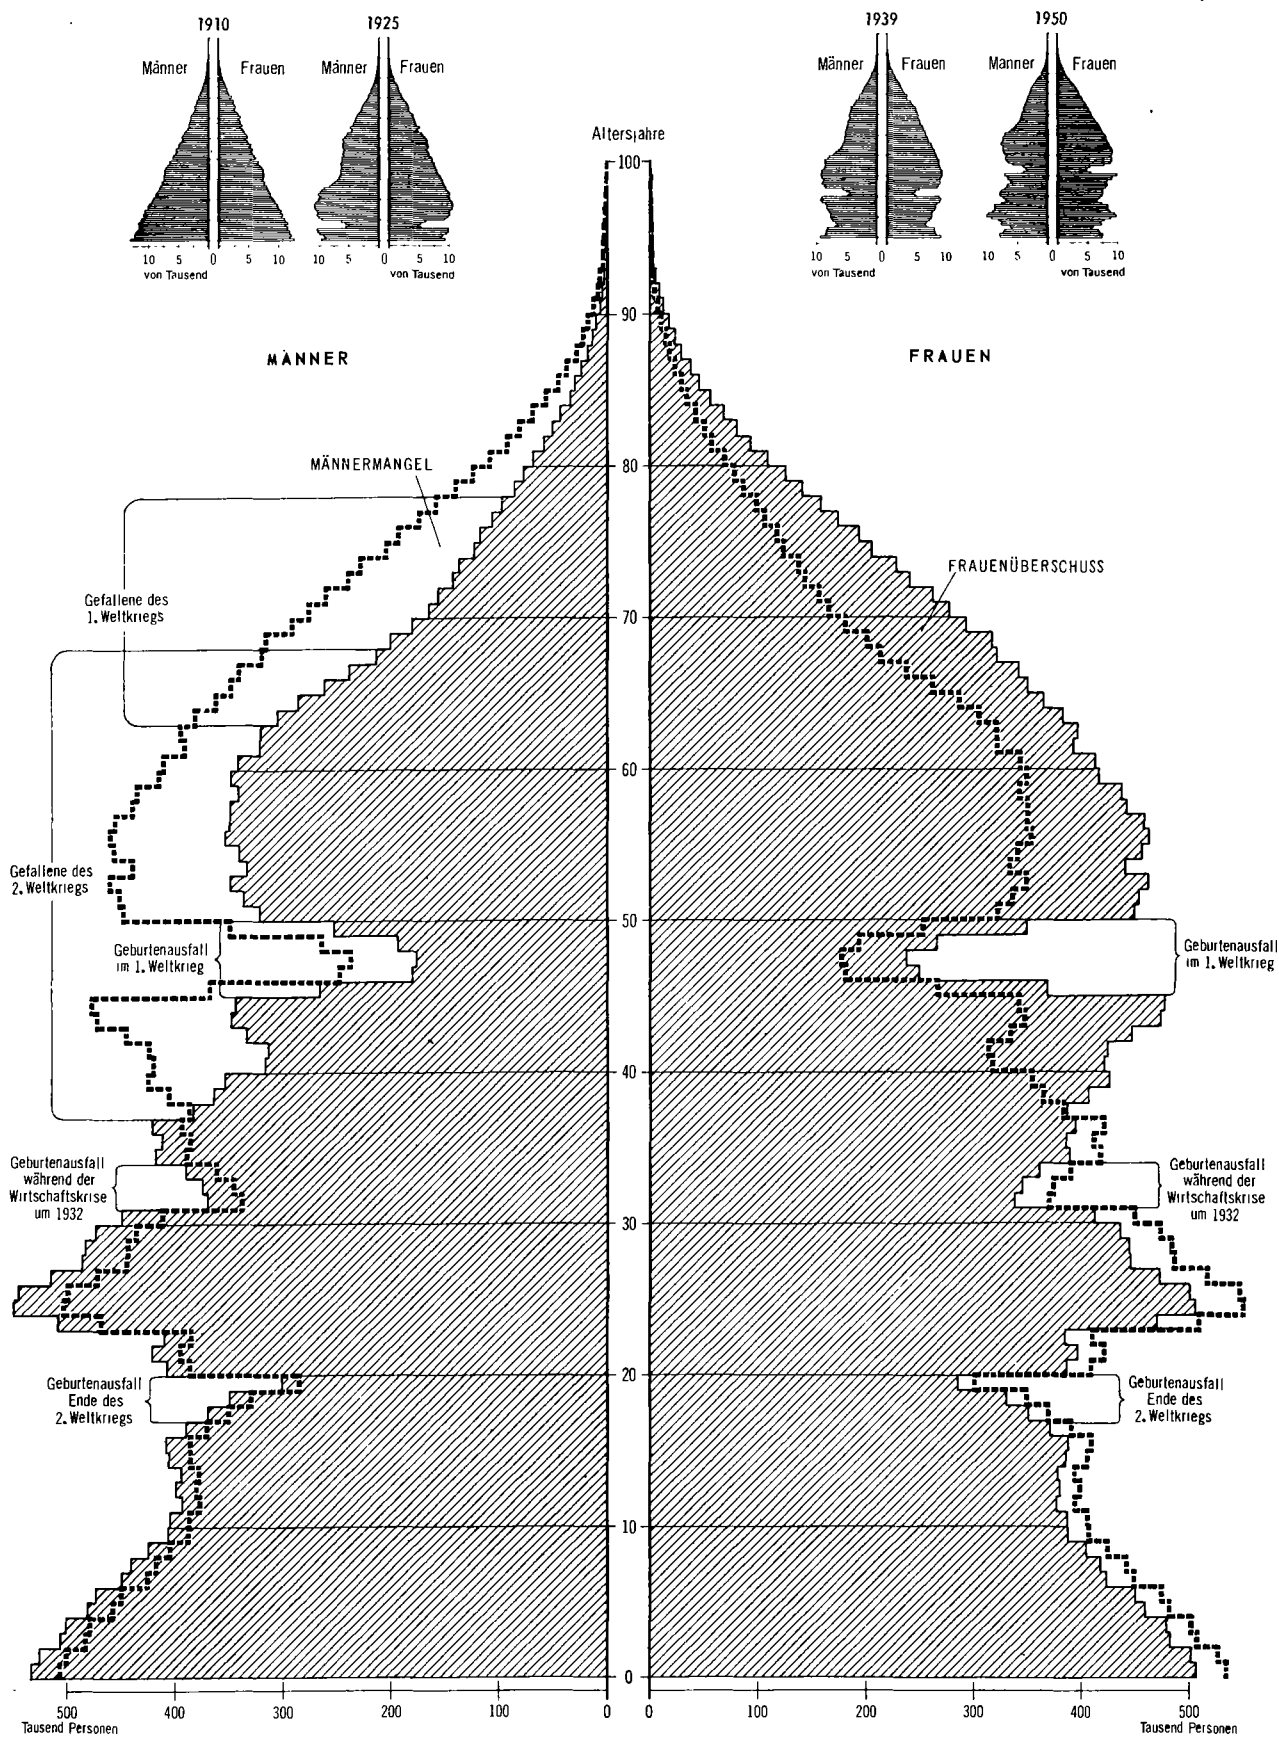 1910
1925
Männer Frauen
Männer Frauen
10 5 0 5 10
von Tausend
10 5 0 5 10
von Tausend
1939
1950
Männer Frauen
Männer Frauen
10 5 0 5 10
von Tausend
10 5 0 5 10
von Tausend
Altersjahre
100
90
80
70
60
50
40
30
20
10
0
MÄNNER
FRAUEN
MÄNNERMANGEL
FRAUENÜBERSCHUSS
Gefallene des
1. Weltkriegs
Gefallene des
2. Weltkriegs
Geburtenausfall
im 1. Weltkrieg
Geburtenausfall
im 1. Weltkrieg
Geburtenausfall
während der
Wirtschaftskrise
um 1932
Geburtenausfall
während der
Wirtschaftskrise
um 1932
Geburtenausfall
Ende des
2. Weltkriegs
Geburtenausfall
Ende des
2. Weltkriegs
500 400 300 200 100 0
Tausend Personen
0 100 200 300 400 500
Tausend Personen